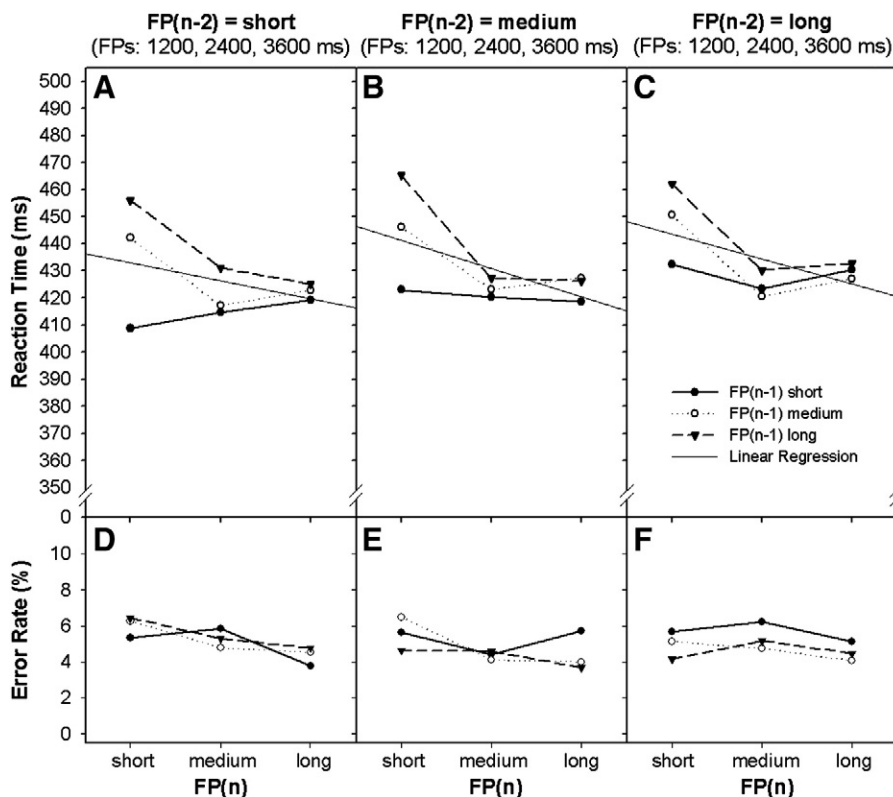 FP(n-2) = short
(FPs: 1200, 2400, 3600 ms)
FP(n-2) = medium
(FPs: 1200, 2400, 3600 ms)
FP(n-2) = long
(FPs: 1200, 2400, 3600 ms)
A
B
C
Reaction Time (ms)
500
490
480
470
460
450
440
430
420
410
400
390
380
370
360
350
0
FP(n-1) short
FP(n-1) medium
FP(n-1) long
Linear Regression
D
E
F
Error Rate (%)
10
8
6
4
2
0
short medium long
short medium long
short medium long
FP(n)
FP(n)
FP(n)